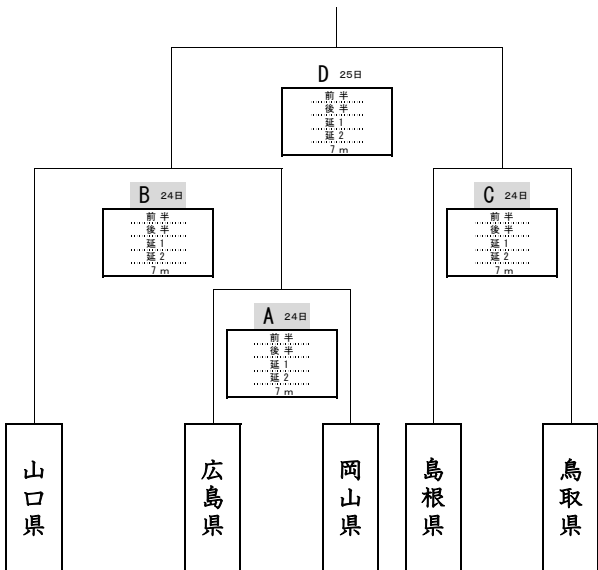 D 25日
前半
後半
延1
延2
7m
B 24日
前半
後半
延1
延2
7m
C 24日
前半
後半
延1
延2
7m
A 24日
前半
後半
延1
延2
7m
山口県
広島県
岡山県
島根県
鳥取県